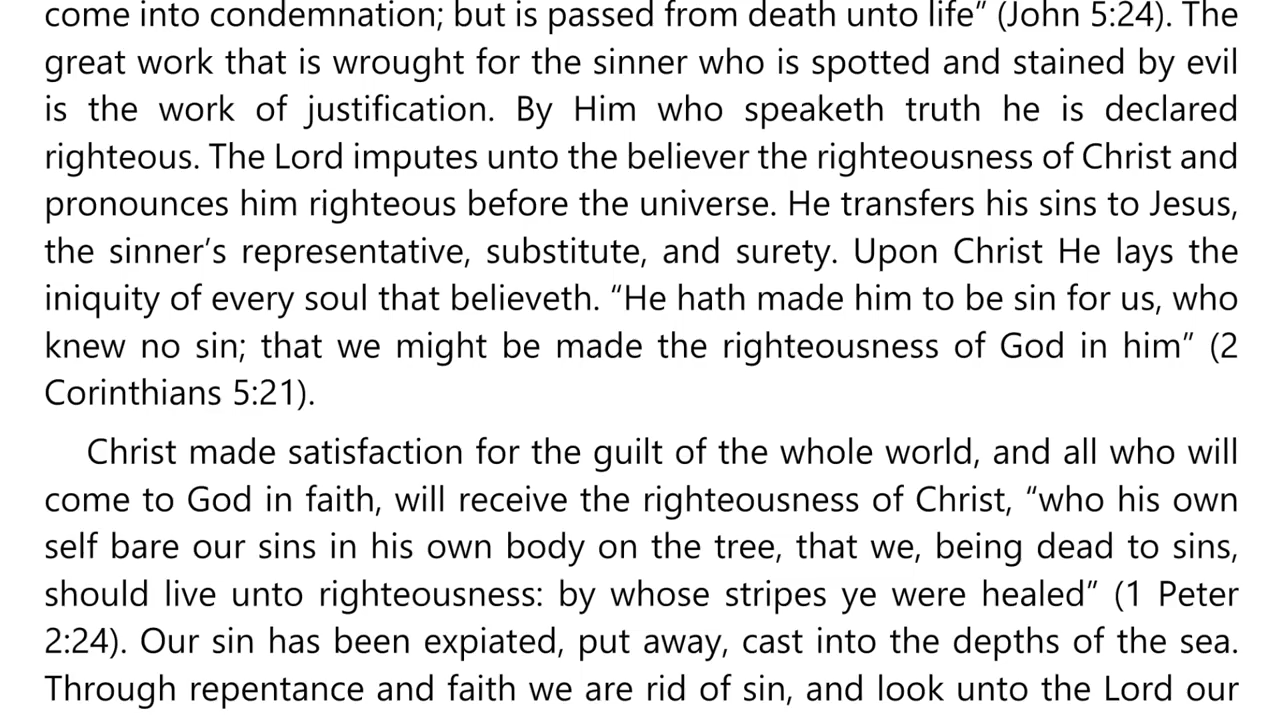 come into condemnation; but is passed from death unto life” (John 5:24). The
great work that is wrought for the sinner who is spotted and stained by evil
is the work of justification. By Him who speaketh truth he is declared
righteous. The Lord imputes unto the believer the righteousness of Christ and
pronounces him righteous before the universe. He transfers his sins to Jesus,
the sinner’s representative, substitute, and surety. Upon Christ He lays the
iniquity of every soul that believeth. “He hath made him to be sin for us, who
knew no sin; that we might be made the righteousness of God in him” (2
Corinthians 5:21).
Christ made satisfaction for the guilt of the whole world, and all who will
come to God in faith, will receive the righteousness of Christ, “who his own
self bare our sins in his own body on the tree, that we, being dead to sins,
should live unto righteousness: by whose stripes ye were healed” (1 Peter
2:24). Our sin has been expiated, put away, cast into the depths of the sea.
Through repentance and faith we are rid of sin, and look unto the Lord our